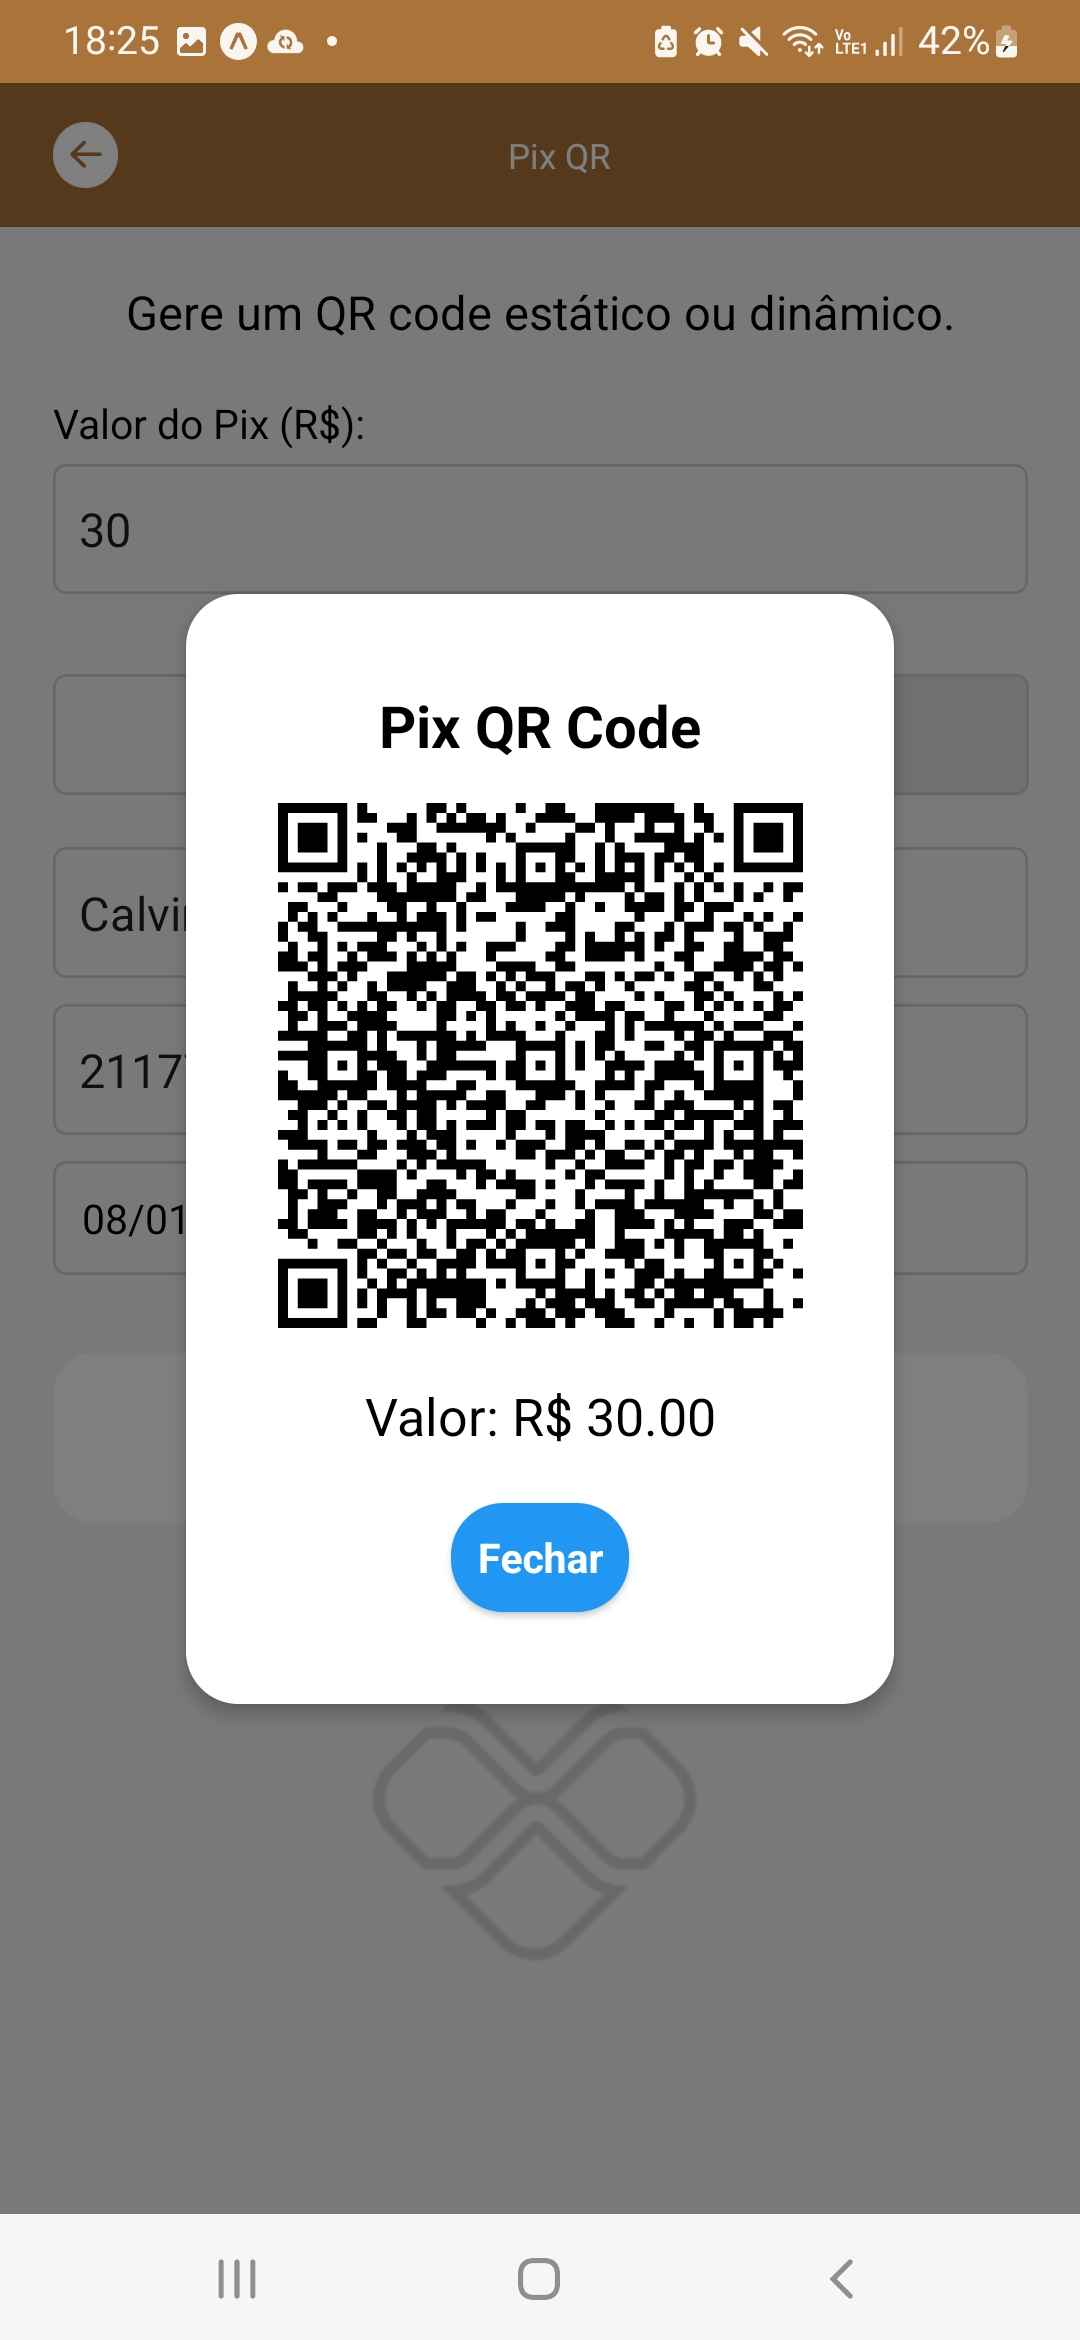 18:25
Vo LTE1
42%
Pix QR
Gere um QR code estático ou dinâmico.
Valor do Pix (R$):
30
Pix QR Code
Calvi
2117
08/01
Valor: R$ 30.00
Fechar